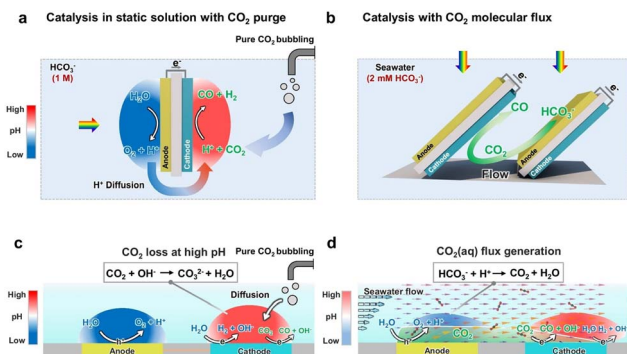 a Catalysis in static solution with CO₂ purge
Pure CO₂ bubbling
HCO₃⁻
(1 M)
e⁻
High
pH
Low
H₂O
CO + H₂
O₂ + H⁺
H⁺ + CO₂
Anode
Cathode
H⁺ Diffusion
b Catalysis with CO₂ molecular flux
Seawater
(2 mM HCO₃⁻)
e⁻
e⁻
CO
HCO₃⁻
CO₂
Anode
Cathode
Anode
Cathode
Flow
c CO₂ loss at high pH
Pure CO₂ bubbling
CO₂ + OH⁻ → CO₃²⁻ + H₂O
Diffusion
High
pH
Low
H₂O
O₂ + H⁺
h⁺
H₂O
H₂ + OH⁻
CO₂
CO + OH⁻
e⁻
e⁻
Anode
Cathode
d CO₂(aq) flux generation
HCO₃⁻ + H⁺ → CO₂ + H₂O
Seawater flow
High
pH
Low
H₂O
O₂ + H⁺
h⁺
CO₂
CO₂
CO + OH⁻
H₂O
H₂ + OH⁻
e⁻
e⁻
Anode
Cathode